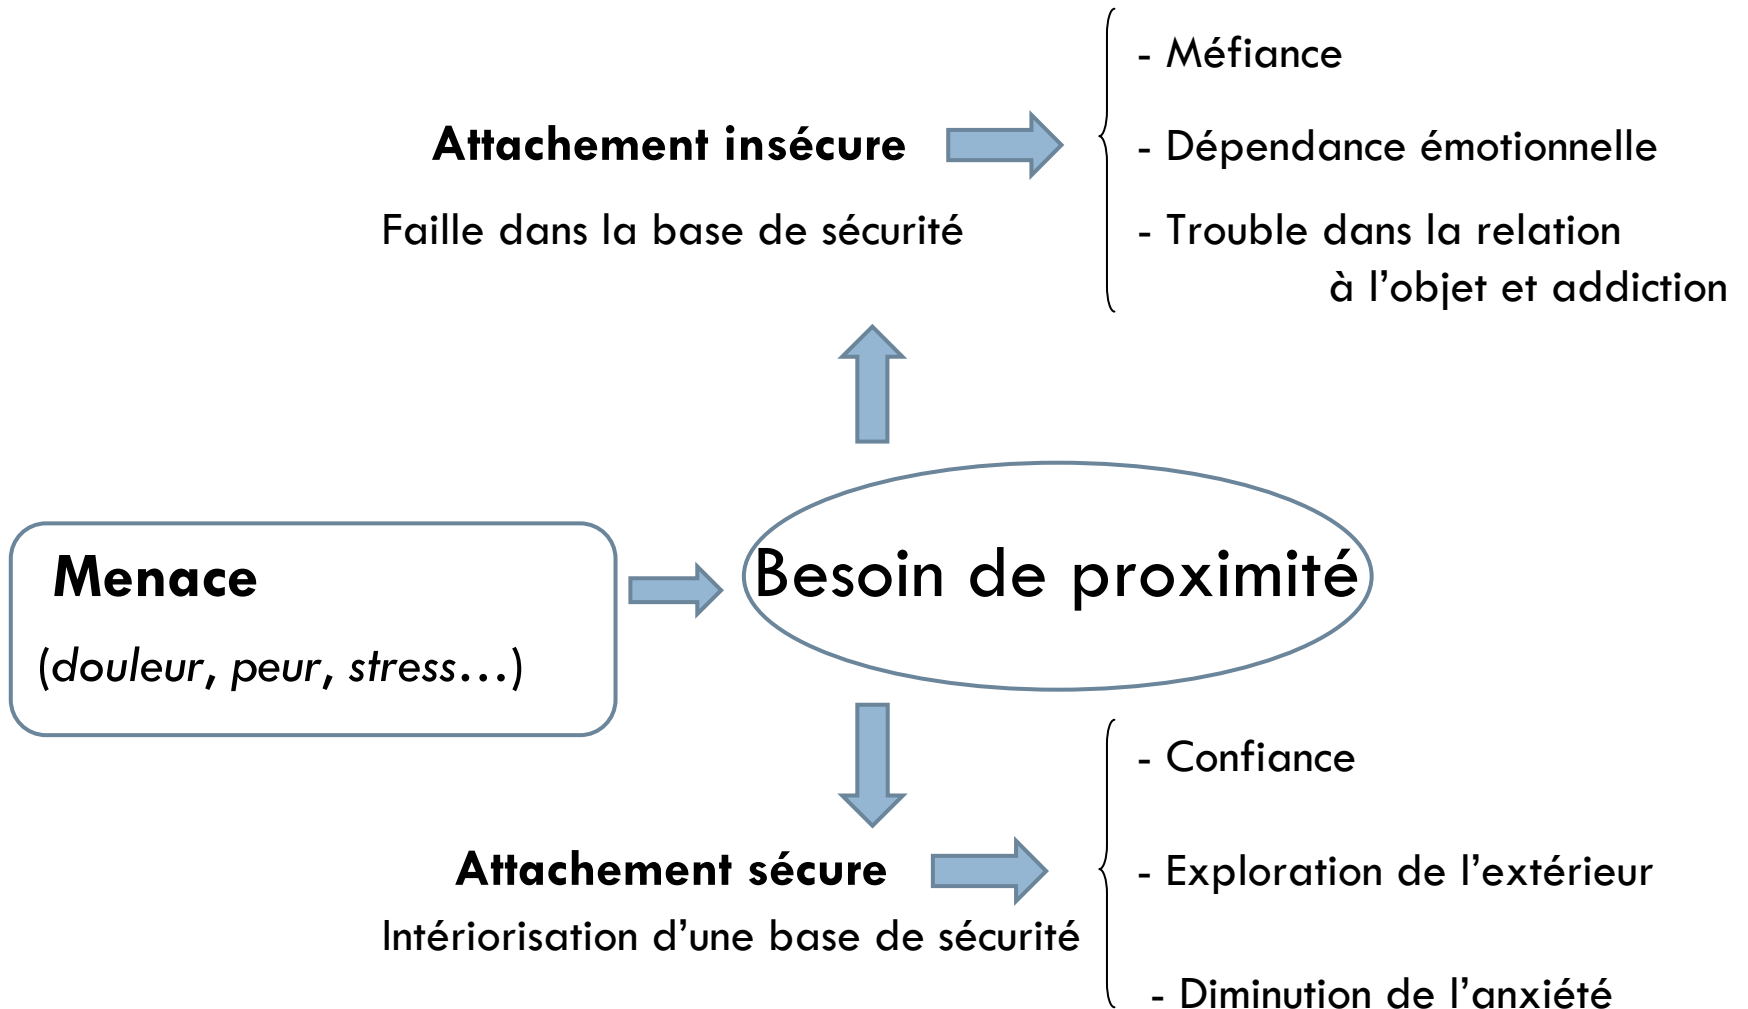 - Méfiance
Attachement insécure
- Dépendance émotionnelle
Faille dans la base de sécurité
- Trouble dans la relation
à l’objet et addiction
Menace
(douleur, peur, stress…)
Besoin de proximité
- Confiance
Attachement sécure
- Exploration de l’extérieur
Intériorisation d’une base de sécurité
- Diminution de l’anxiété